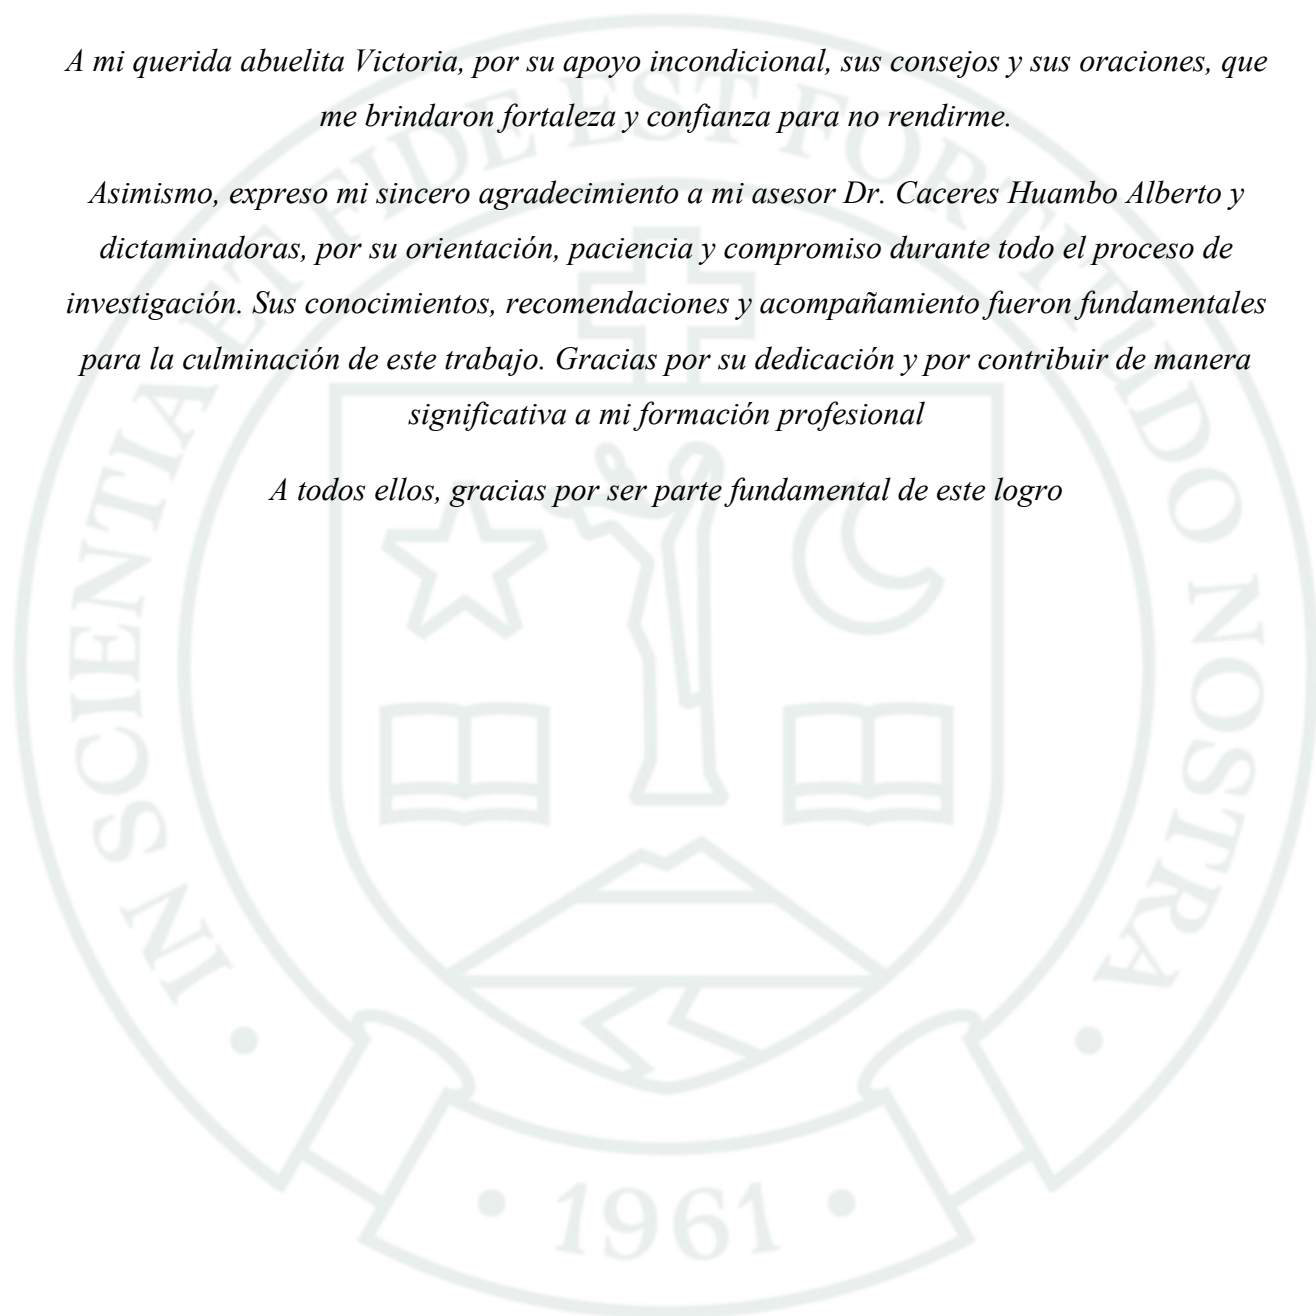 A mi querida abuelita Victoria, por su apoyo incondicional, sus consejos y sus oraciones, que
me brindaron fortaleza y confianza para no rendirme.
Asimismo, expreso mi sincero agradecimiento a mi asesor Dr. Caceres Huambo Alberto y
dictaminadoras, por su orientación, paciencia y compromiso durante todo el proceso de
investigación. Sus conocimientos, recomendaciones y acompañamiento fueron fundamentales
para la culminación de este trabajo. Gracias por su dedicación y por contribuir de manera
significativa a mi formación profesional
A todos ellos, gracias por ser parte fundamental de este logro
IN SCIENTIA ET FIDE EST FORTITUDO NOSTRA
• 1961 •